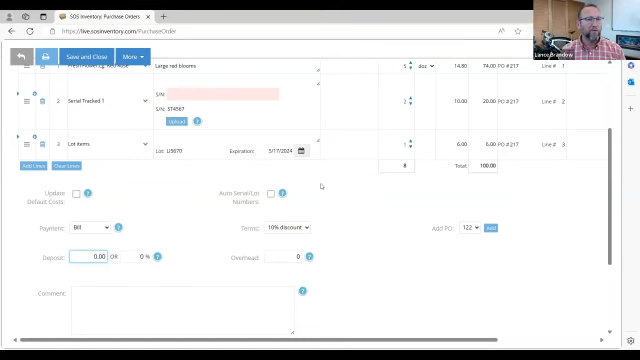 SOS Inventory: Purchase Orders
https://live.sosinventory.com/PurchaseOrder
Save and Close
More
Lance Brandow
1 Large red blooms 5 doz 14.80 74.00 PO # 217 Line # 1
S/N:
2 Serial Tracked 1 2 10.00 20.00 PO # 217 Line # 2
S/N: ST4567
Upload ?
3 Lot items 1 6.00 6.00 PO # 217 Line # 3
Lot: Expiration: 5/17/2024
Add Lines Clear Lines 8 Total: 100.00
Update Default Costs: ? Auto Serial/Lot Numbers: ?
Payment: Bill ? Terms: 10% discount Add PO: 122 Add
Deposit: 0.00 OR 0 % ? Overhead: 0 ?
Comment: ?